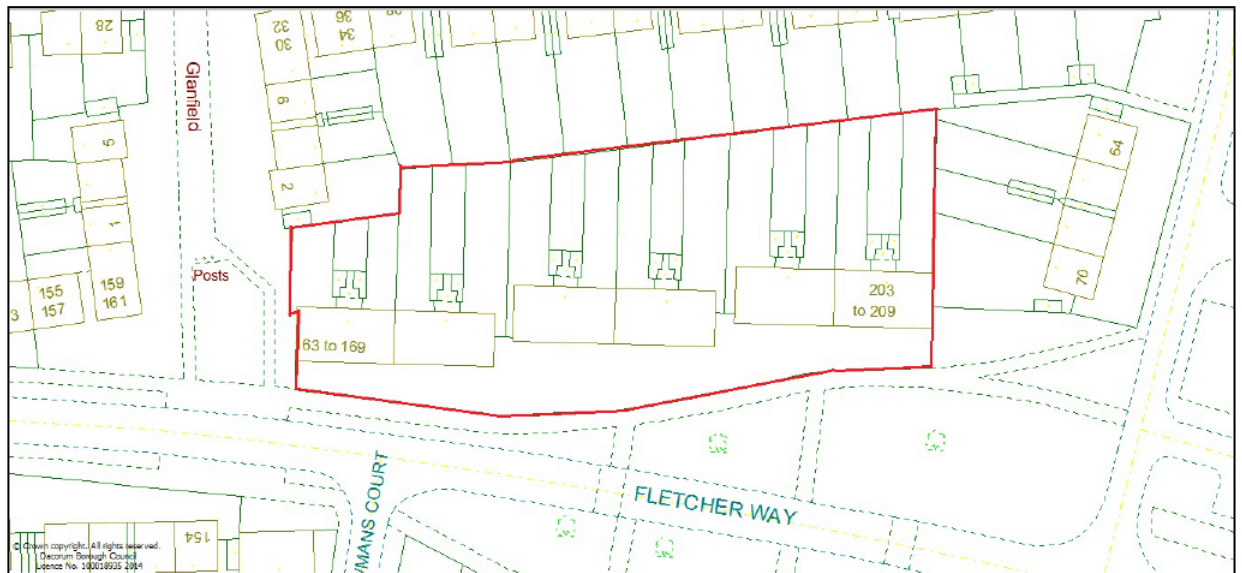 28
32
30
36
34
Glanfield
6
5
2
1
64
70
Posts
155
157
159
161
3
203
to 209
63 to 169
FLETCHER WAY
MANS COURT
154
© Crown copyright. All rights reserved.
Dacorum Borough Council
Licence No. 100018935 2014